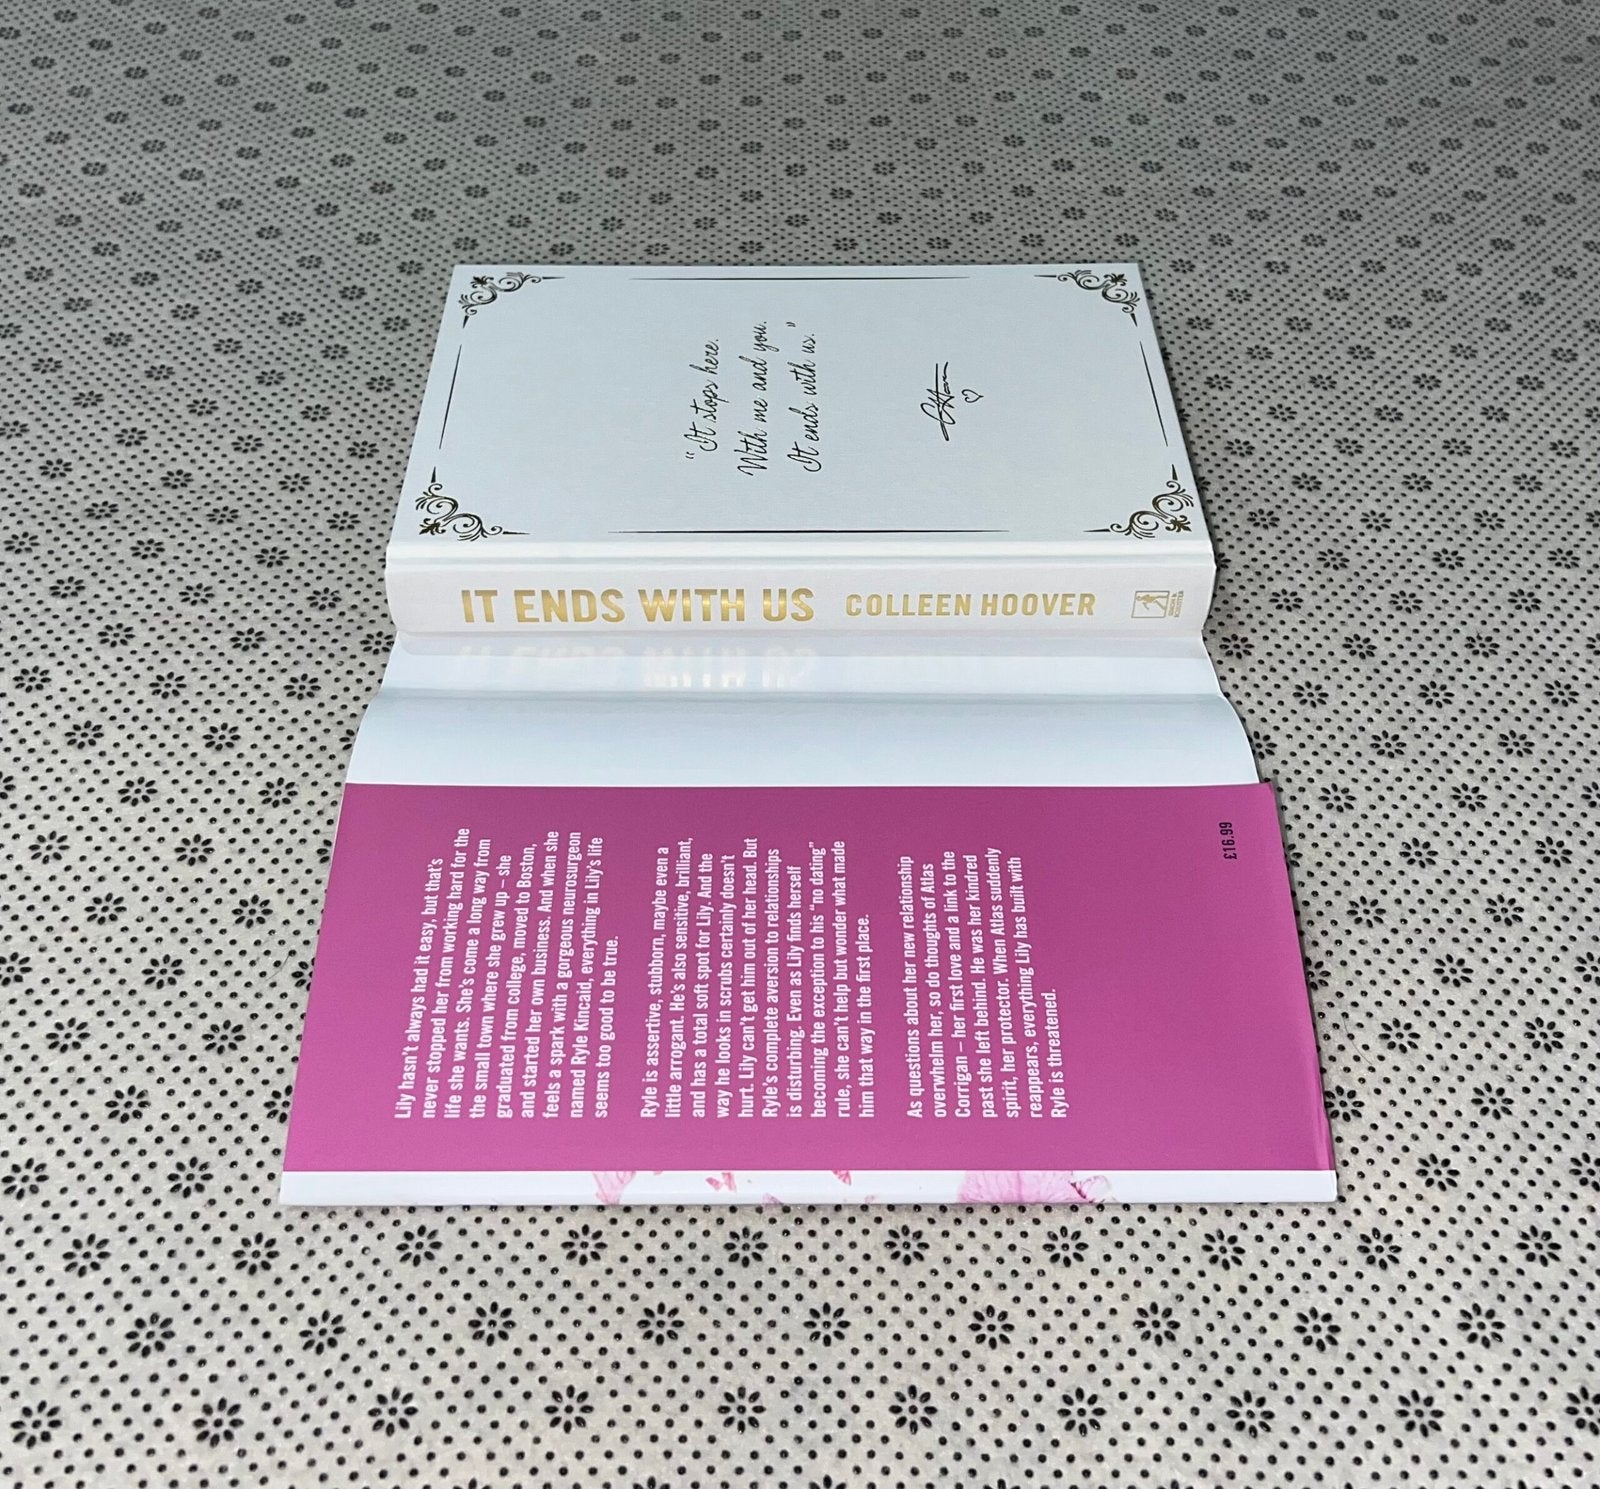 “It stops here.
With me and you.
It ends with us.”
IT ENDS WITH US COLLEEN HOOVER
SIMON &
SCHUSTER
Lily hasn't always had it easy, but that's
never stopped her from working hard for the
life she wants. She's come a long way from
the small town where she grew up – she
graduated from college, moved to Boston,
and started her own business. And when she
feels a spark with a gorgeous neurosurgeon
named Ryle Kincaid, everything in Lily's life
seems too good to be true.
Ryle is assertive, stubborn, maybe even a
little arrogant. He's also sensitive, brilliant,
and has a total soft spot for Lily. And the
way he looks in scrubs certainly doesn't
hurt. Lily can't get him out of her head. But
Ryle's complete aversion to relationships
is disturbing. Even as Lily finds herself
becoming the exception to his “no dating”
rule, she can't help but wonder what made
him that way in the first place.
As questions about her new relationship
overwhelm her, so do thoughts of Atlas
Corrigan – her first love and a link to the
past she left behind. He was her kindred
spirit, her protector. When Atlas suddenly
reappears, everything Lily has built with
Ryle is threatened.
£16.99